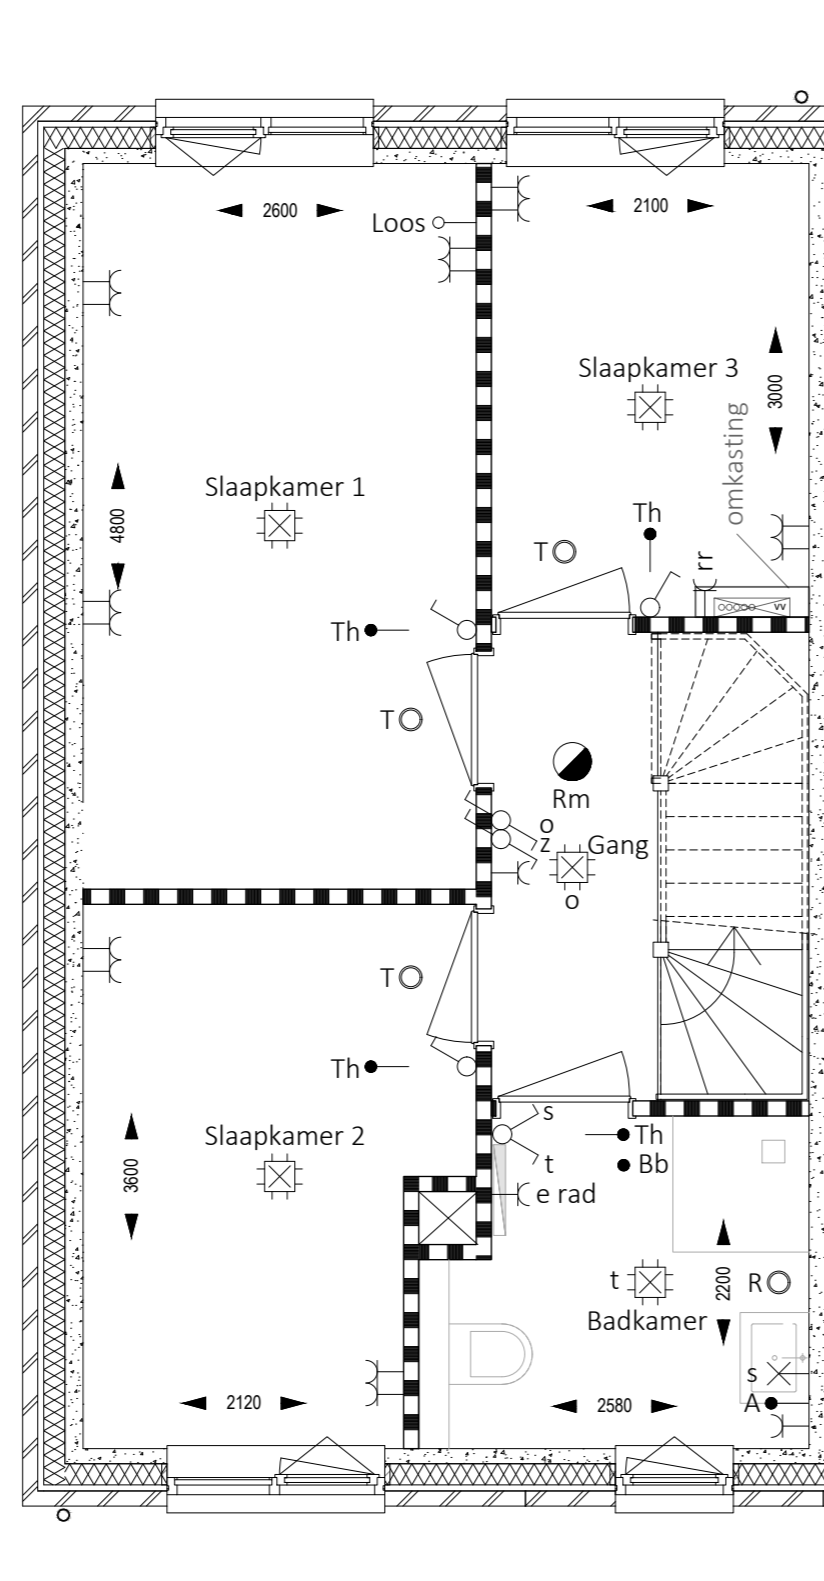 2600
Loos
2100
Slaapkamer 3
3000
omkasting
Slaapkamer 1
4800
Th
T
rr
vv
Th
T
Rm
o
z
Gang
o
T
Th
s
Th
t
Bb
Slaapkamer 2
3600
e rad
t
2200
R
Badkamer
s
A
2120
2580